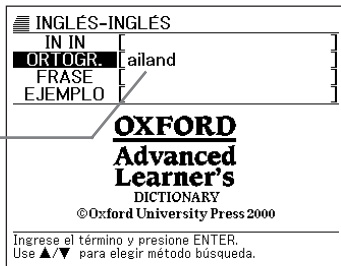 INGLÉS-INGLÉS
IN IN [ ]
ORTOGR. [ailand ]
FRASE [ ]
EJEMPLO [ ]
OXFORD
Advanced
Learner's
DICTIONARY
©Oxford University Press 2000
Ingrese el término y presione ENTER.
Use ▲/▼ para elegir método búsqueda.